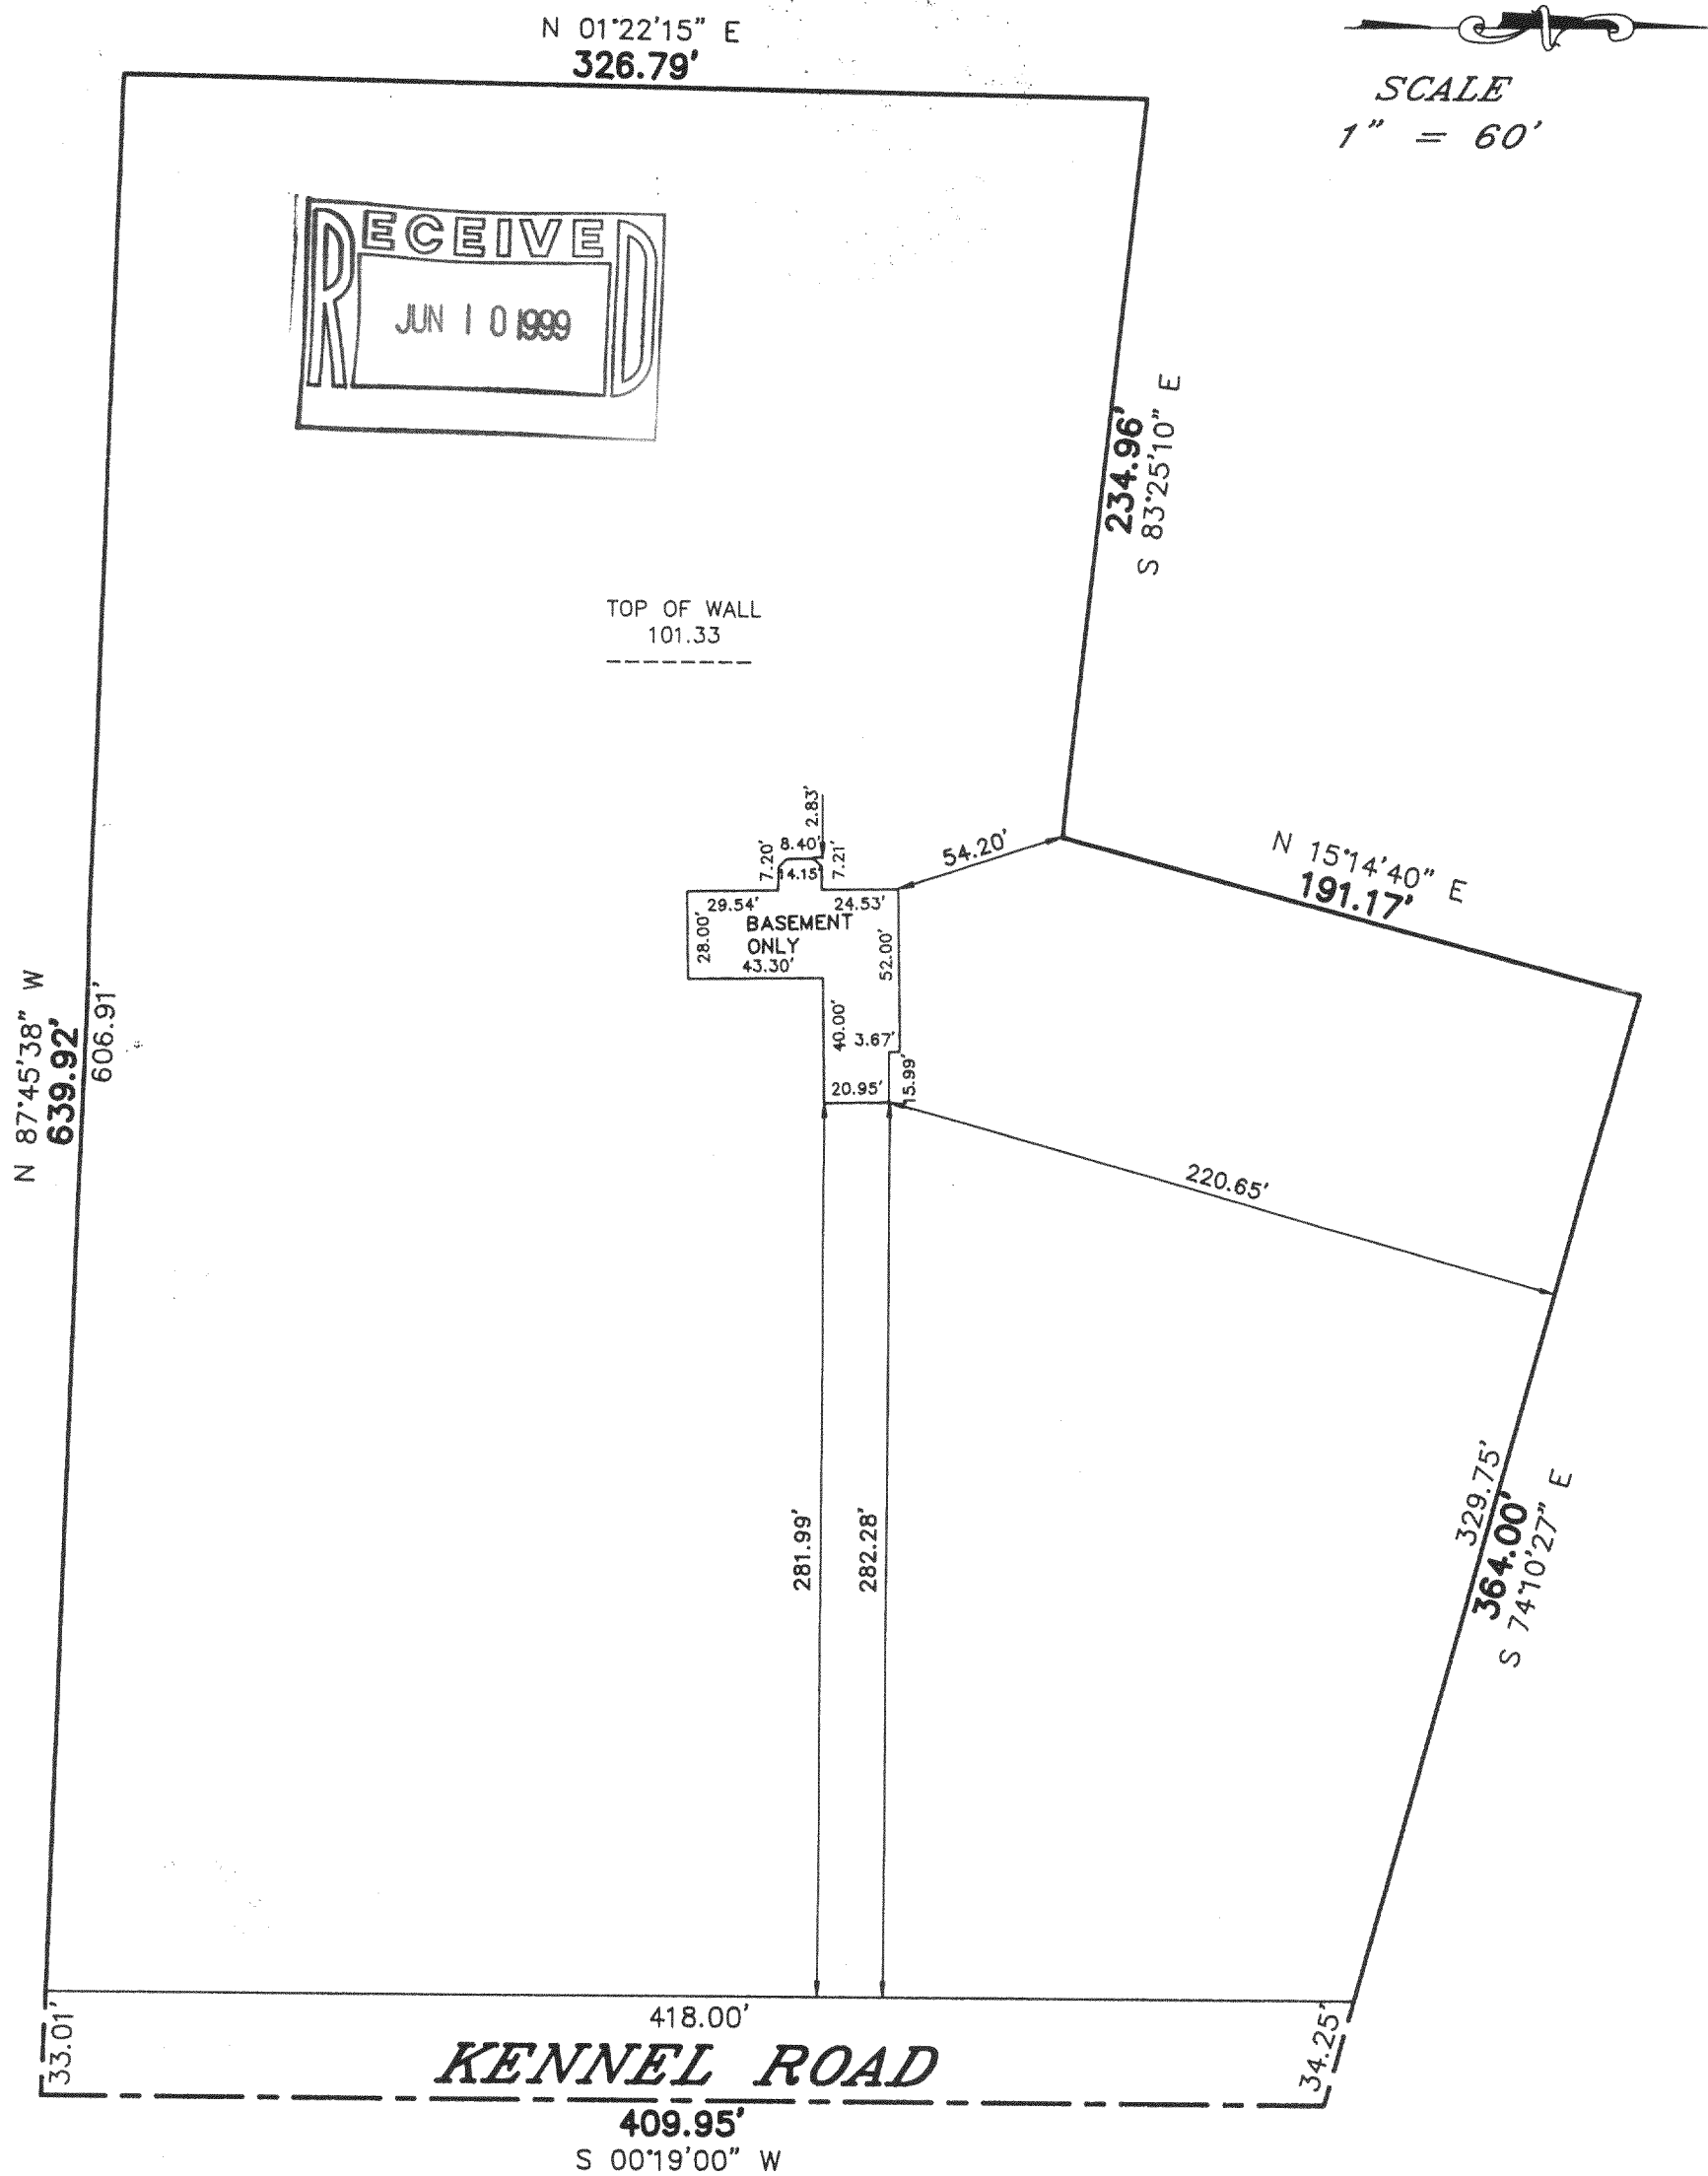 N 01°22'15" E
326.79'
SCALE
1" = 60'
RECEIVED
JUN 10 1999
234.96'
S 83°25'10" E
TOP OF WALL
101.33
2.83'
8.40'
7.20'
14.15'
7.21'
54.20'
N 15°14'40" E
191.17'
29.54'
24.53'
BASEMENT
ONLY
28.00'
43.30'
52.00'
40.00'
3.67'
20.95'
15.99'
N 87°45'38" W
639.92'
606.91'
220.65'
281.99'
282.28'
329.75'
364.00'
S 74°10'27" E
33.01'
418.00'
34.25'
KENNEL ROAD
409.95'
S 00°19'00" W